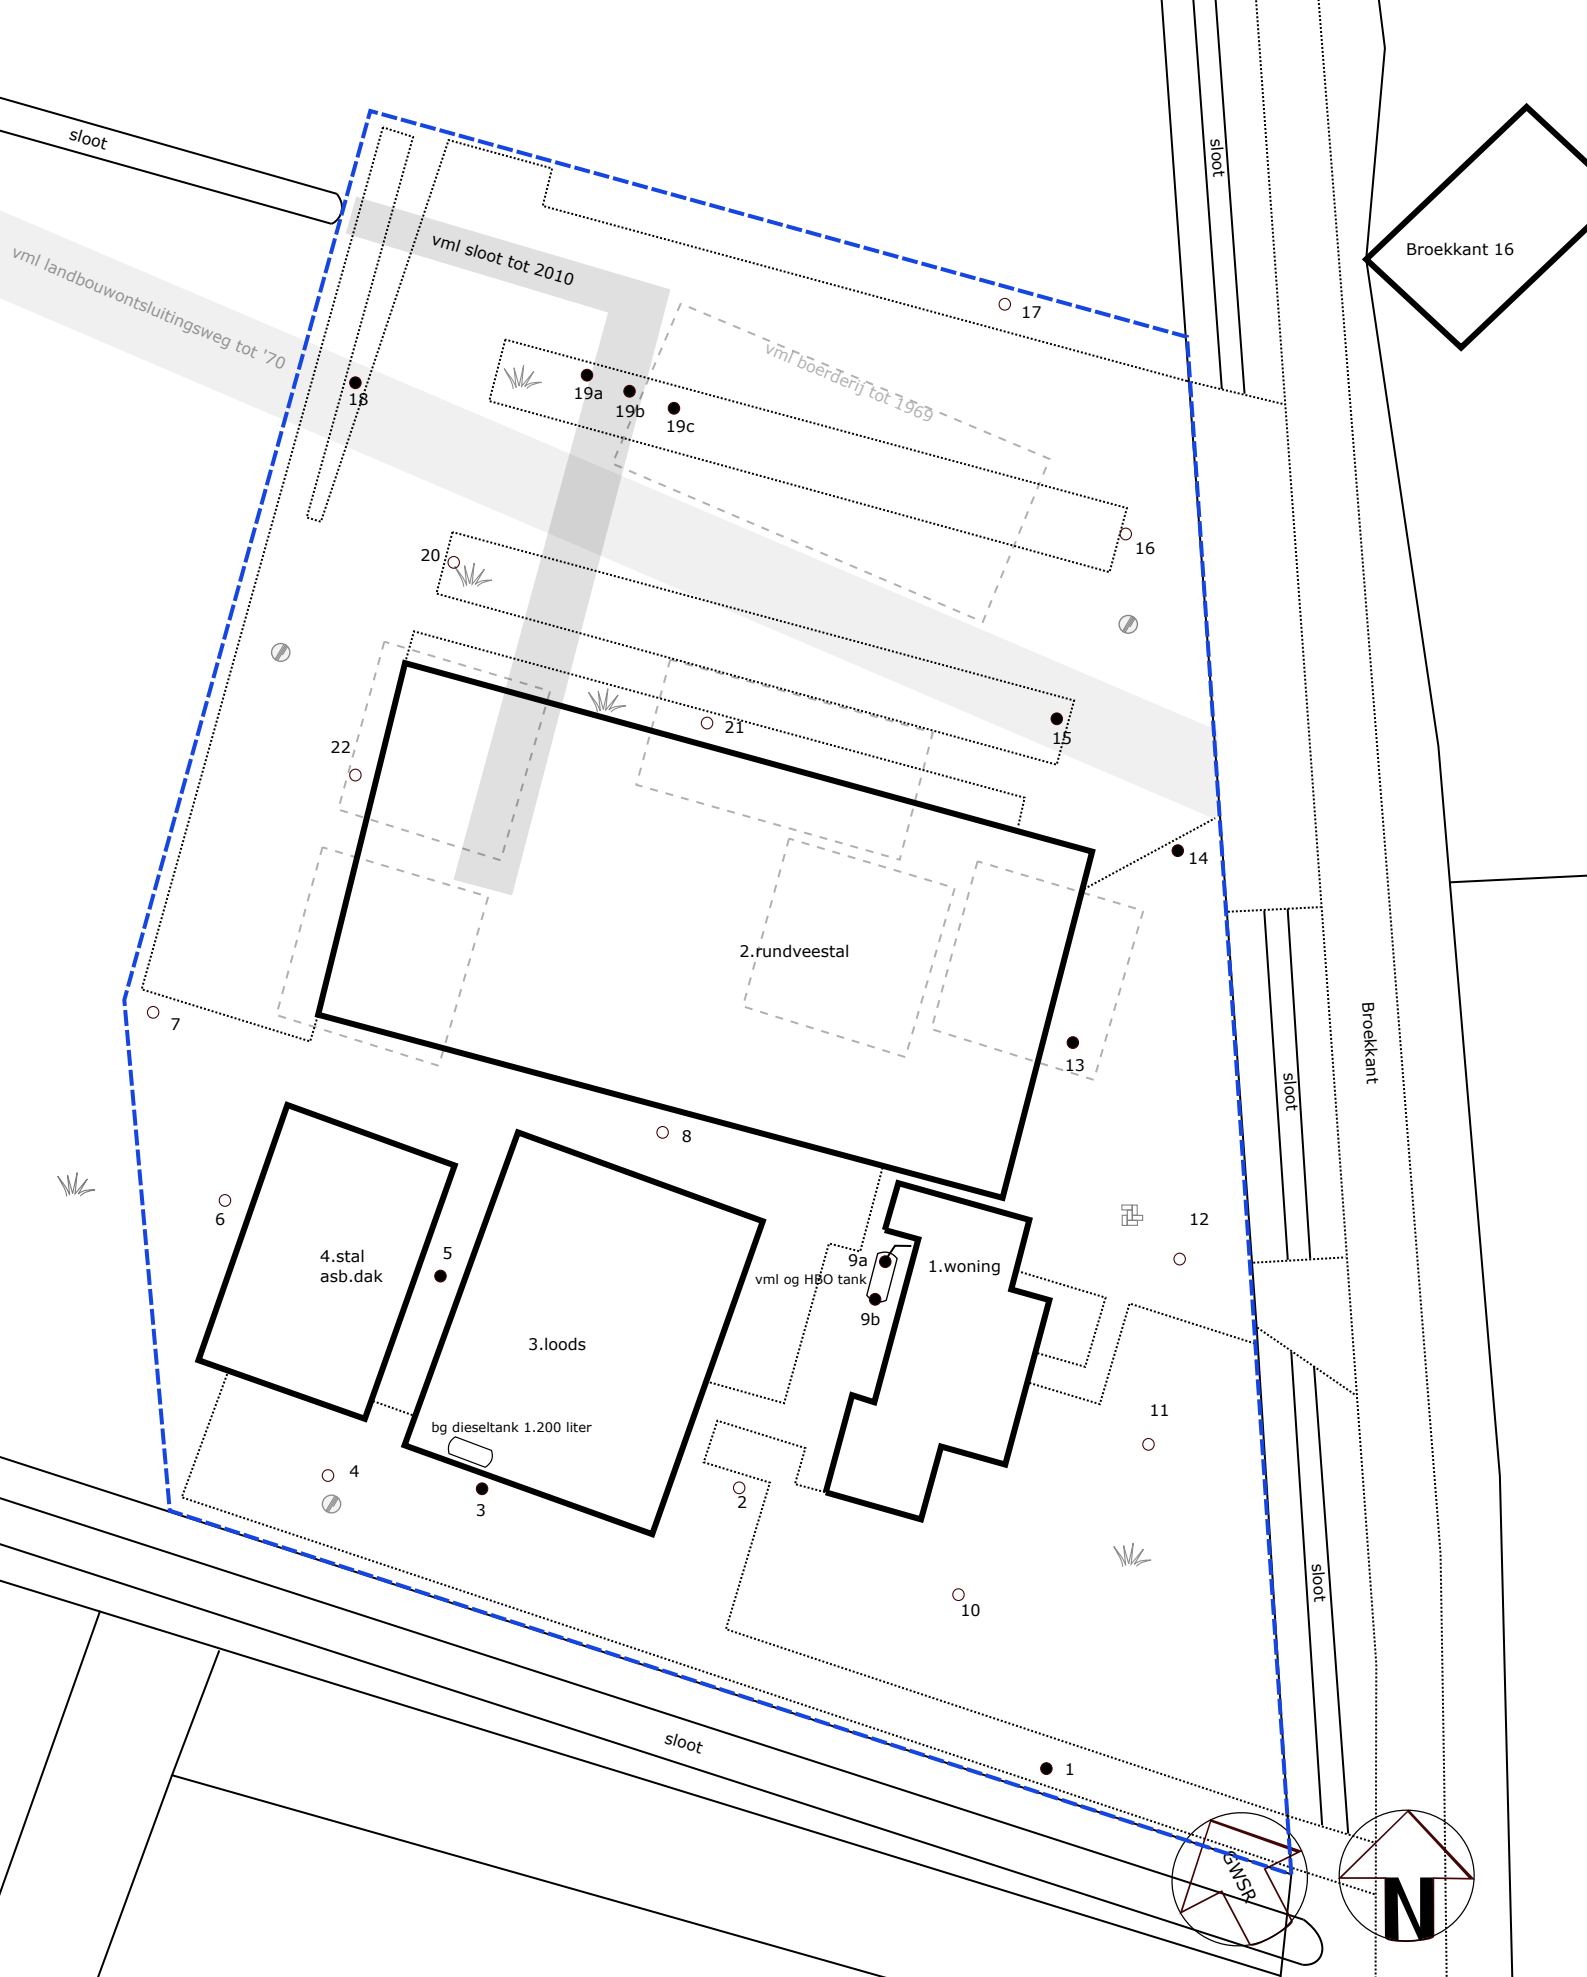 sloot
sloot
vml sloot tot 2010
vml landbouwontsluitingsweg tot '70
Broekkant 16
17
vml boerderij tot 1969
18
19a
19b
19c
16
20
21
15
22
14
2.rundveestal
7
13
Broekkant
sloot
8
6
12
5
4.stal
asb.dak
9a
1.woning
vml og HBO tank
9b
3.loods
11
bg dieseltank 1.200 liter
4
3
2
sloot
10
sloot
1
GWSR
N